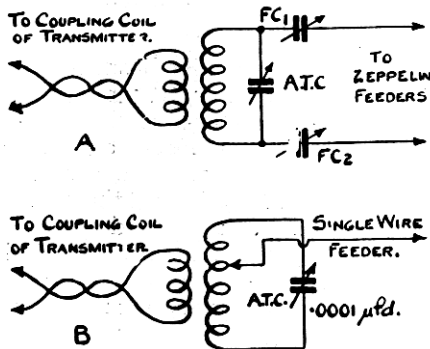 TO COUPLING COIL
OF TRANSMITTER.
FC1
A.T.C
TO
ZEPPELIN
FEEDERS
A
FC2
TO COUPLING COIL
OF TRANSMITTER
SINGLE WIRE
FEEDER.
A.T.C.
.0001 µfd.
B